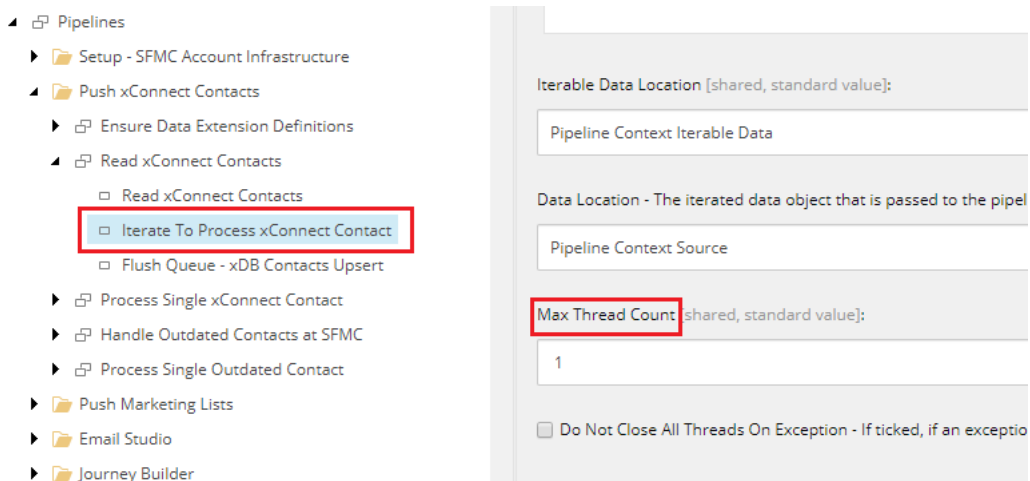 Pipelines
Setup - SFMC Account Infrastructure
Push xConnect Contacts
Ensure Data Extension Definitions
Read xConnect Contacts
Read xConnect Contacts
Iterate To Process xConnect Contact
Flush Queue - xDB Contacts Upsert
Process Single xConnect Contact
Handle Outdated Contacts at SFMC
Process Single Outdated Contact
Push Marketing Lists
Email Studio
Journey Builder
Iterable Data Location [shared, standard value]:
Pipeline Context Iterable Data
Data Location - The iterated data object that is passed to the pipel
Pipeline Context Source
Max Thread Count [shared, standard value]:
1
Do Not Close All Threads On Exception - If ticked, if an exceptio